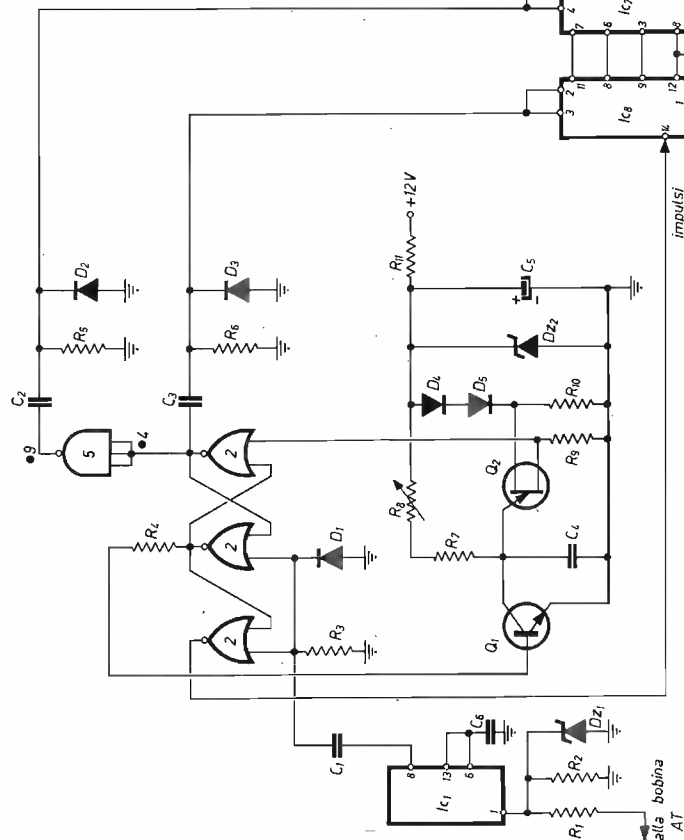 4
Ic7
7
6
3
8
11
8
9
12
2
3
Ic8
1
14
impulsi
D2
R5
C2
9
5
4
D3
R6
C3
2
R4
2
D1
2
R3
C1
+12V
R11
C5
+
-
Dz2
D4
D5
R10
R9
Q2
R8
R7
C4
Q1
8
13
6
C6
Ic1
1
Dz1
R2
R1
alla bobina
AT